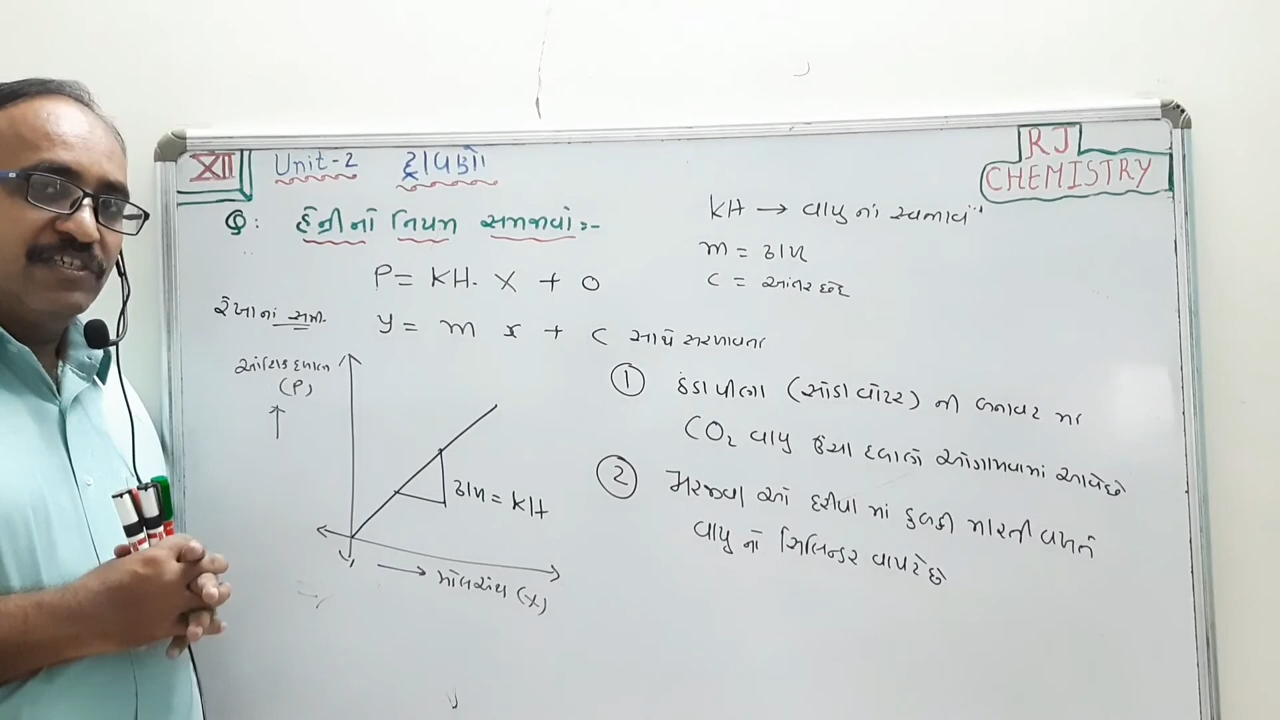 XII Unit-2 દ્રાવણો
RJ
CHEMISTRY
Q: હેન્રીનો નિયમ સમજાવો :-
P = KH. X + 0
રેખાનાં સમી.
y = m x + c સાથે સરખાવતા
KH → વાયુ નાં સ્વભાવ
m = ઢાળ
c = આંતર છેદ
આંશિક દબાણ
(P)
ઢાળ = KH
→ મોલઅંશ (X)
① ઠંડાપીણા (સોડા વૉટર) ની બનાવટ માં
CO₂ વાયુ ઉંચા દબાણે ઓગાળવામાં આવે છે
② મરજીવા ઓ દરીયા માં ડુબકી મારતી વખતે
વાયુ નો સિલિન્ડર વાપરે છે